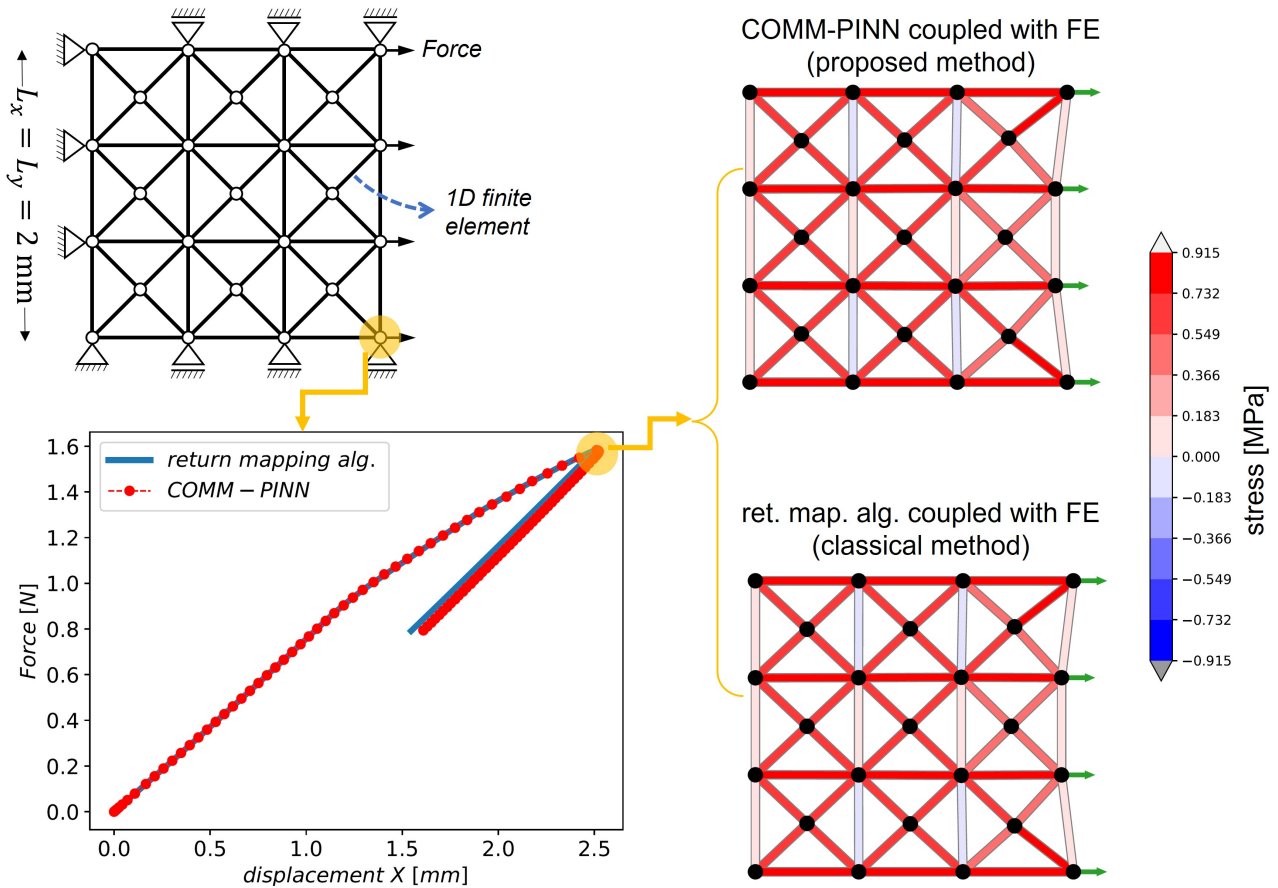 Force
L_x = L_y = 2 mm
1D finite
element
COMM-PINN coupled with FE
(proposed method)
return mapping alg.
COMM − PINN
Force [N]
1.6
1.4
1.2
1.0
0.8
0.6
0.4
0.2
0.0
0.0 0.5 1.0 1.5 2.0 2.5
displacement X [mm]
ret. map. alg. coupled with FE
(classical method)
0.915
0.732
0.549
0.366
0.183
0.000
−0.183
−0.366
−0.549
−0.732
−0.915
stress [MPa]